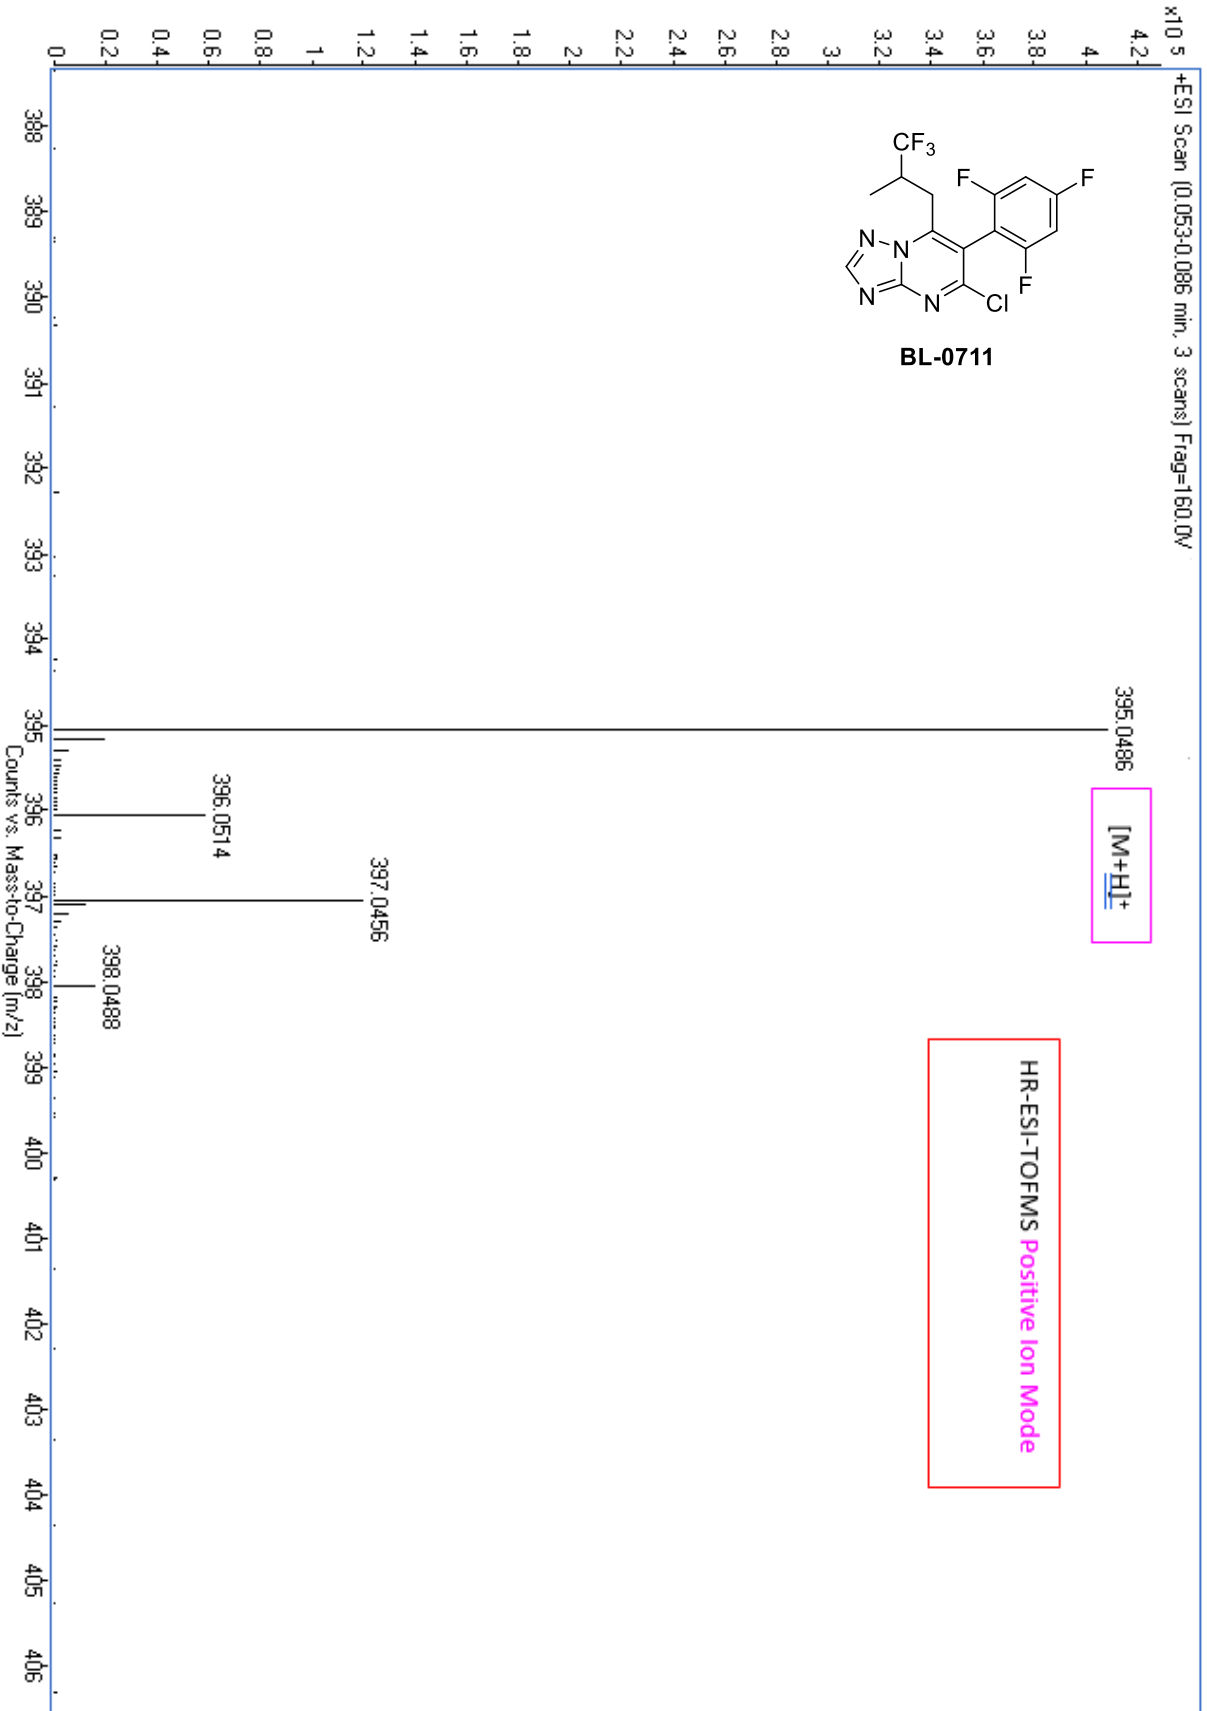 x10 5
+ESI Scan (0.053-0.086 min, 3 scans) Frag=160.0V
4.2
4
3.8
3.6
3.4
3.2
3
2.8
2.6
2.4
2.2
2
1.8
1.6
1.4
1.2
1
0.8
0.6
0.4
0.2
0
395.0486
[M+H]+
396.0514
397.0456
398.0488
HR-ESI-TOFMS Positive Ion Mode
CF3
F
F
F
N
N
N
N
Cl
BL-0711
388 389 390 391 392 393 394 395 396 397 398 399 400 401 402 403 404 405 406
Counts vs. Mass-to-Charge (m/z)